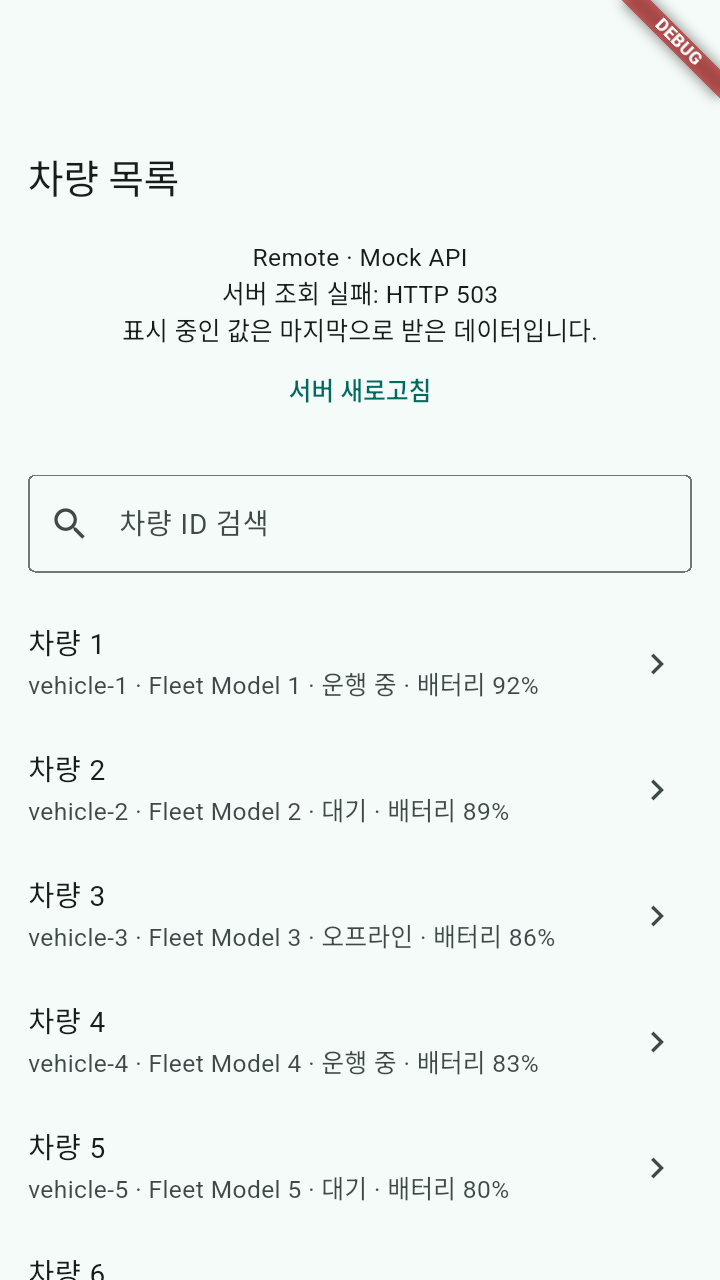 DEBUG
차량 목록
Remote · Mock API
서버 조회 실패: HTTP 503
표시 중인 값은 마지막으로 받은 데이터입니다.
서버 새로고침
차량 ID 검색
차량 1
vehicle-1 · Fleet Model 1 · 운행 중 · 배터리 92%
차량 2
vehicle-2 · Fleet Model 2 · 대기 · 배터리 89%
차량 3
vehicle-3 · Fleet Model 3 · 오프라인 · 배터리 86%
차량 4
vehicle-4 · Fleet Model 4 · 운행 중 · 배터리 83%
차량 5
vehicle-5 · Fleet Model 5 · 대기 · 배터리 80%
차량 6